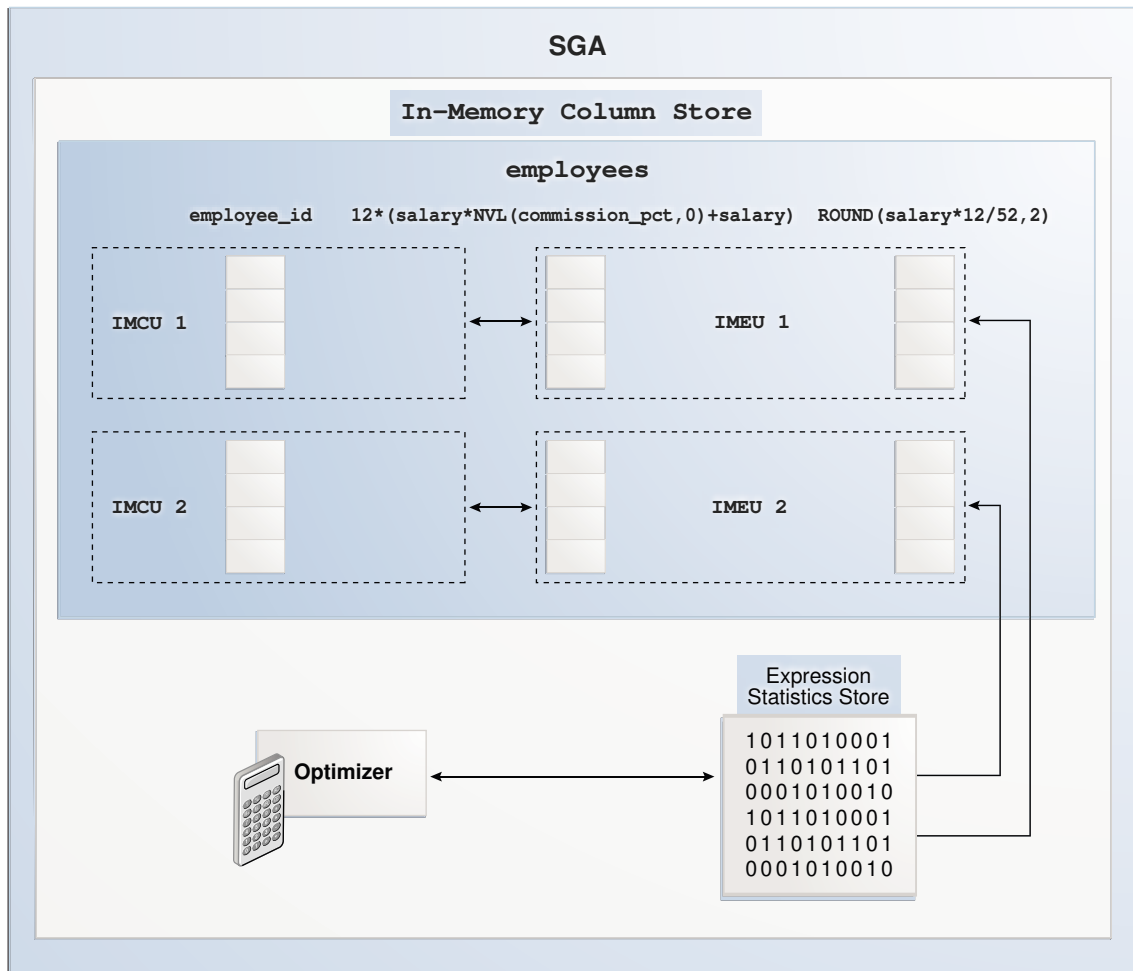 SGA
In-Memory Column Store
employees
employee_id 12*(salary*NVL(commission_pct,0)+salary) ROUND(salary*12/52,2)
IMCU 1 IMEU 1
IMCU 2 IMEU 2
Expression
Statistics Store
Optimizer
1011010001
0110101101
0001010010
1011010001
0110101101
0001010010